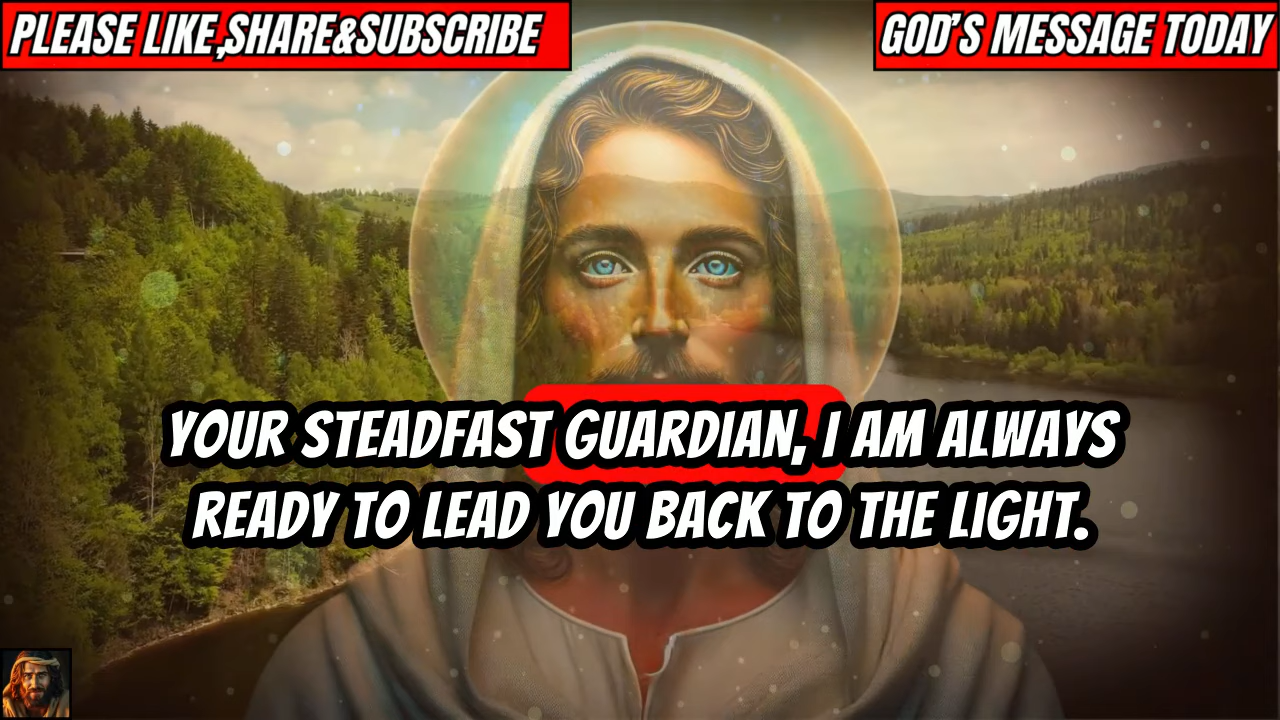 PLEASE LIKE,SHARE&SUBSCRIBE
GOD'S MESSAGE TODAY
YOUR STEADFAST GUARDIAN, I AM ALWAYS
READY TO LEAD YOU BACK TO THE LIGHT.